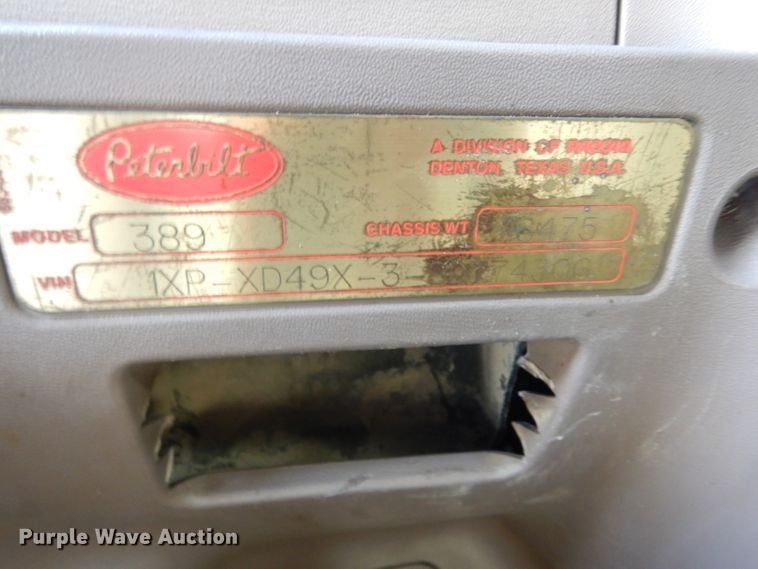 Peterbilt
A DIVISION OF PACCAR
DENTON, TEXAS U.S.A.
MODEL 389
CHASSIS WT
VIN 1XP-XD49X-3-
Purple Wave Auction